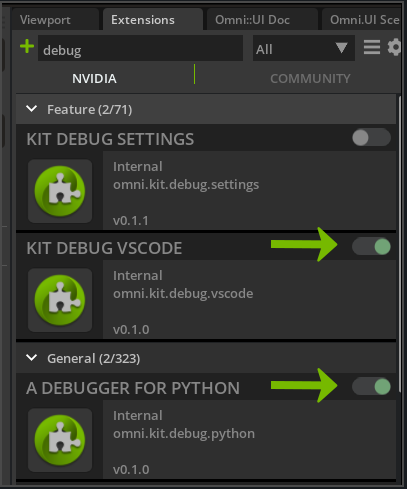 Viewport Extensions Omni::UI Doc Omni.UI Sce
debug All
NVIDIA COMMUNITY
Feature (2/71)
KIT DEBUG SETTINGS
Internal
omni.kit.debug.settings
v0.1.1
KIT DEBUG VSCODE
Internal
omni.kit.debug.vscode
v0.1.0
General (2/323)
A DEBUGGER FOR PYTHON
Internal
omni.kit.debug.python
v0.1.0